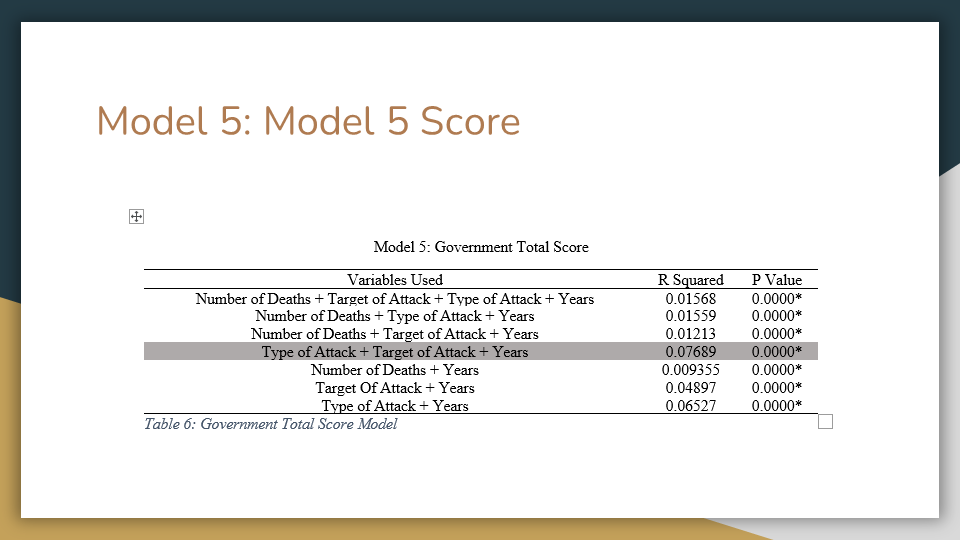 Model 5: Model 5 Score
Model 5: Government Total Score
Variables Used R Squared P Value
Number of Deaths + Target of Attack + Type of Attack + Years 0.01568 0.0000*
Number of Deaths + Type of Attack + Years 0.01559 0.0000*
Number of Deaths + Target of Attack + Years 0.01213 0.0000*
Type of Attack + Target of Attack + Years 0.07689 0.0000*
Number of Deaths + Years 0.009355 0.0000*
Target Of Attack + Years 0.04897 0.0000*
Type of Attack + Years 0.06527 0.0000*
Table 6: Government Total Score Model